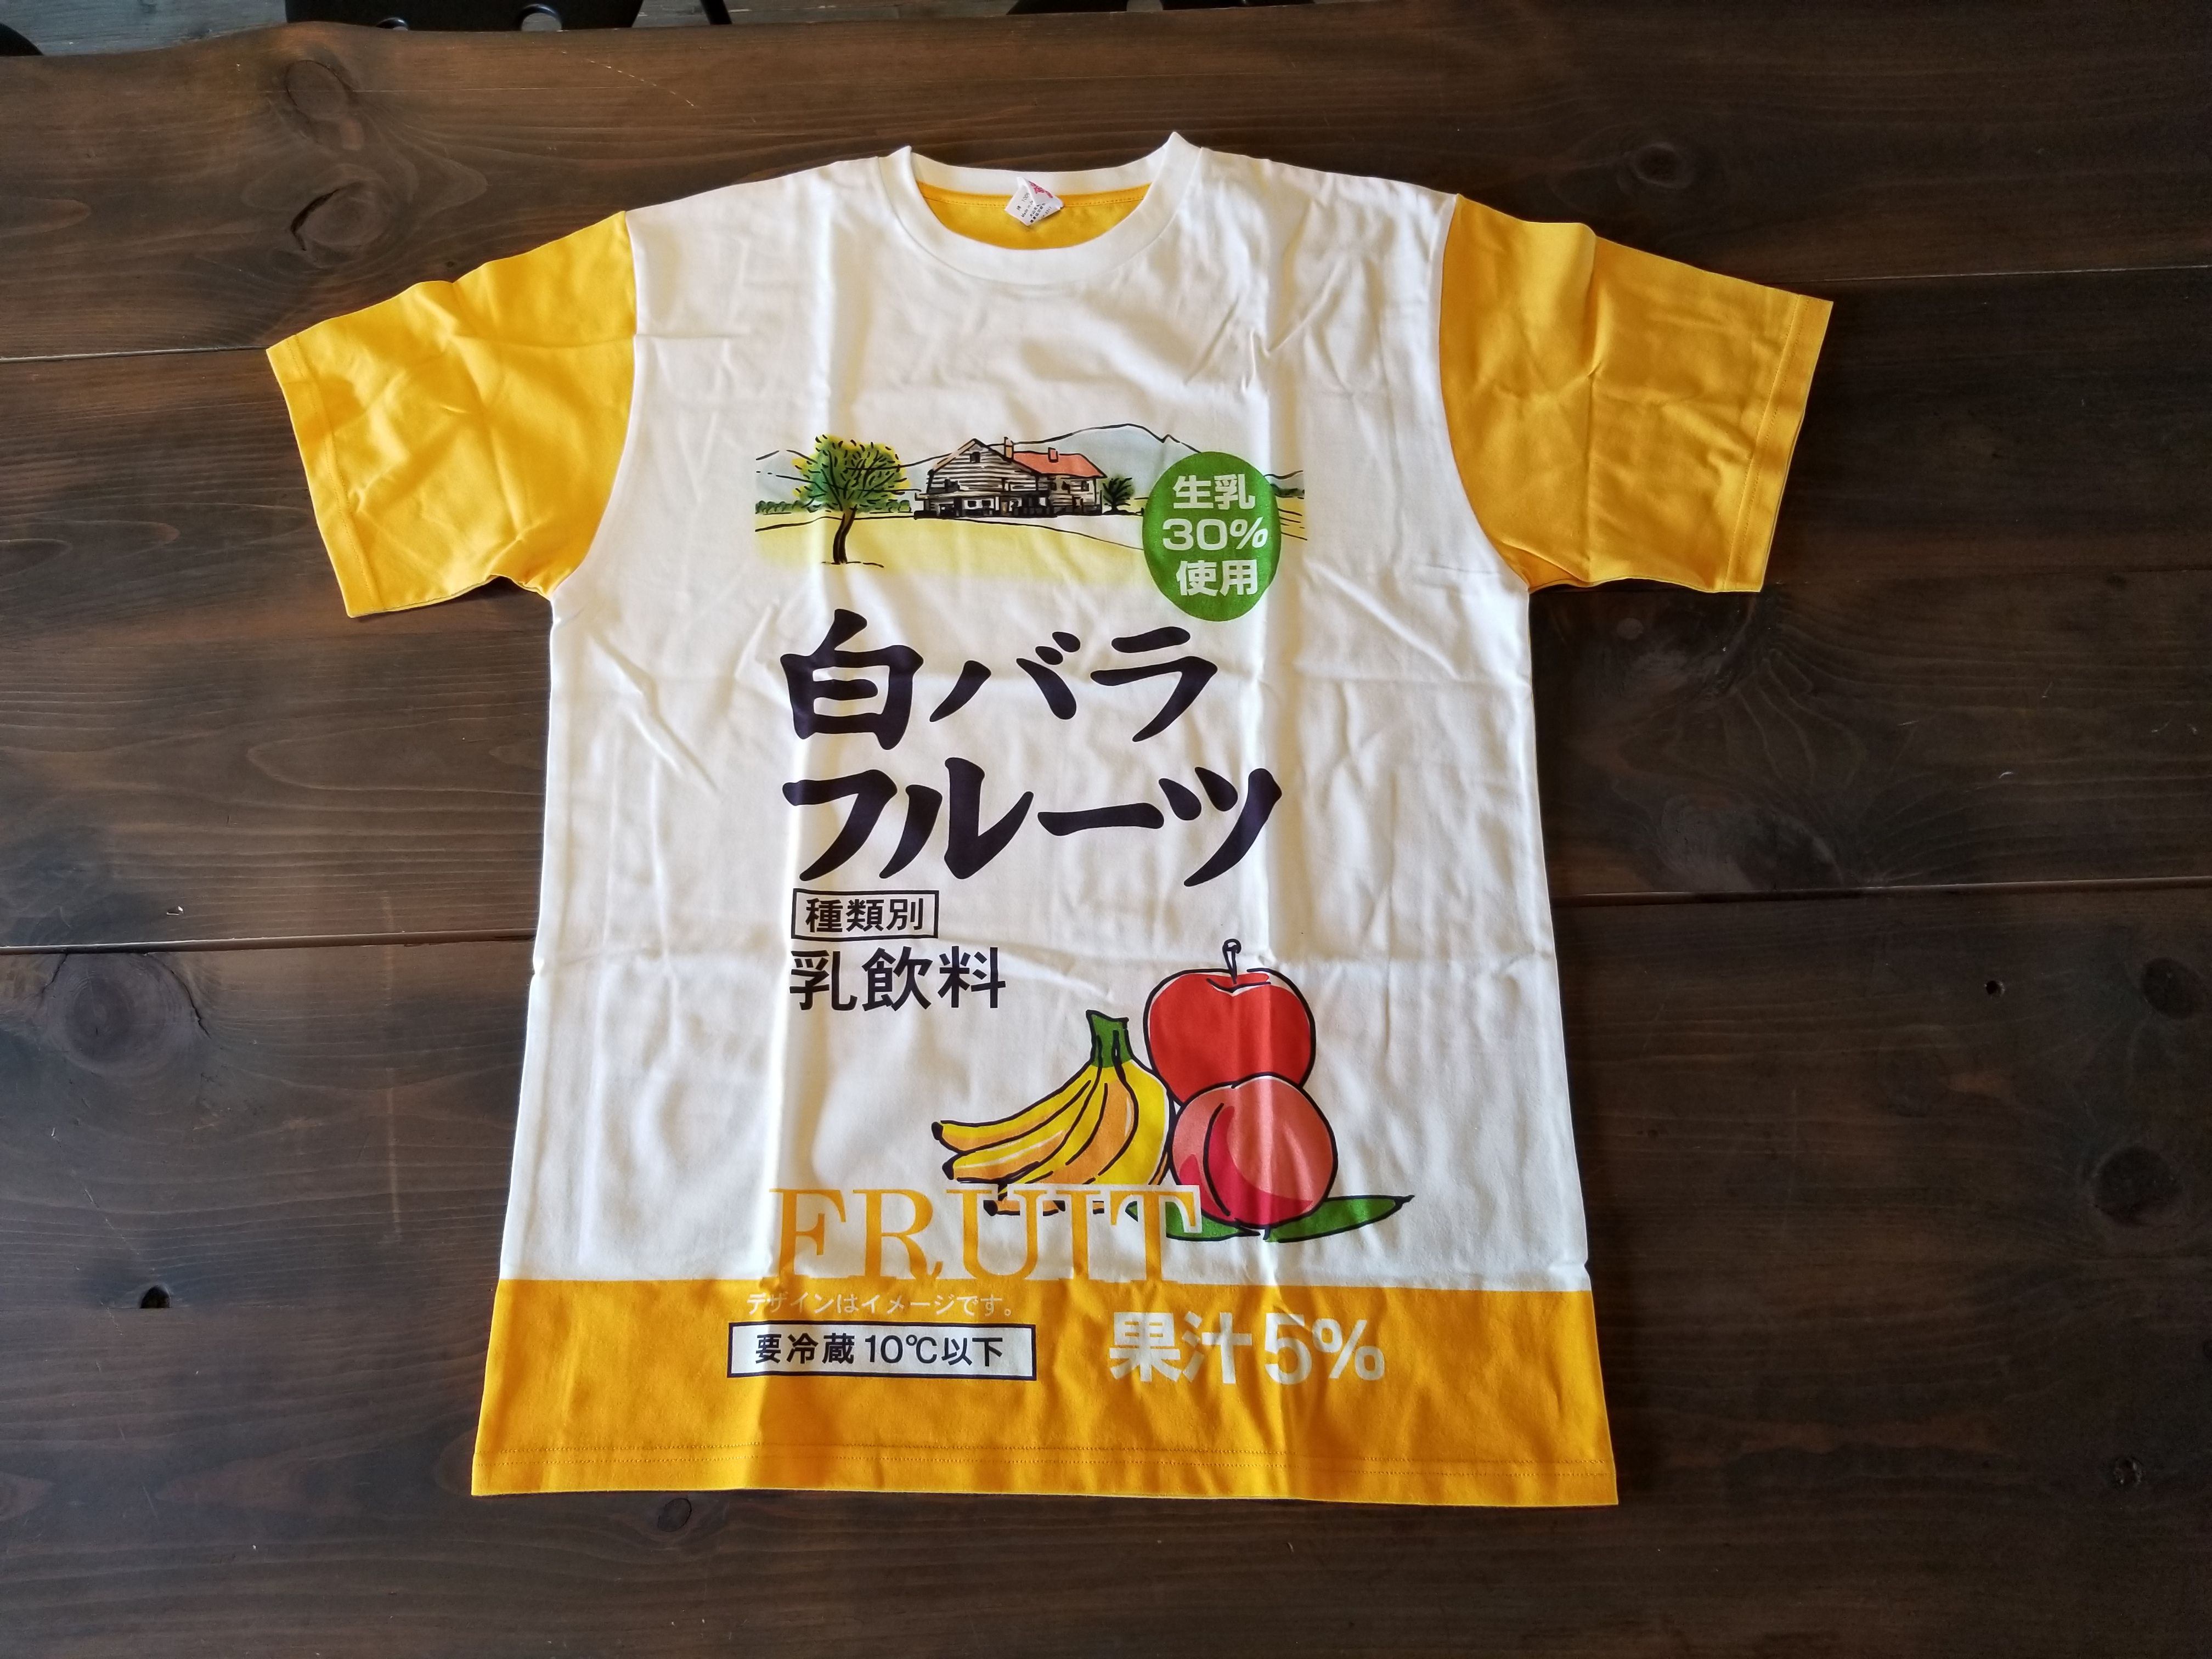 生乳
30%
使用
白バラ
フルーツ
種類別
乳飲料
FRUIT
デザインはイメージです。
要冷蔵10℃以下
果汁5%